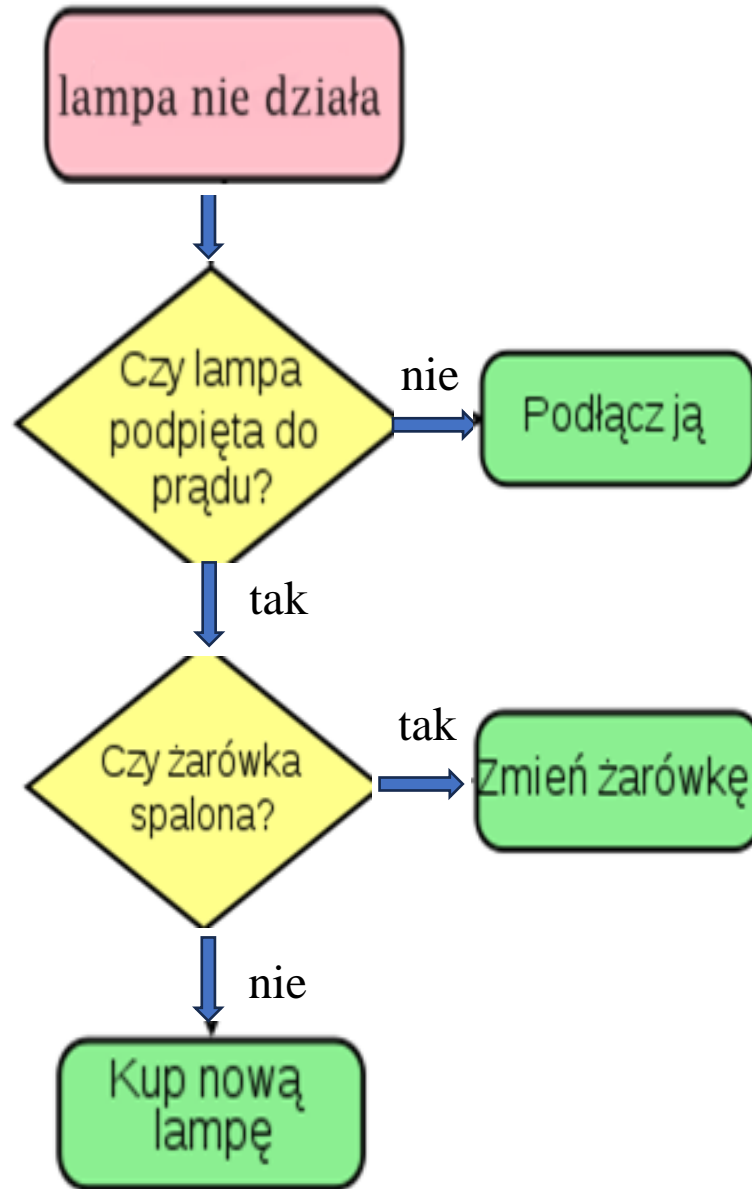 lampa nie działa
Czy lampa
podpięta do
prądu?
nie
Podłącz ją
tak
Czy żarówka
spalona?
tak
Zmień żarówkę
nie
Kup nową
lampę